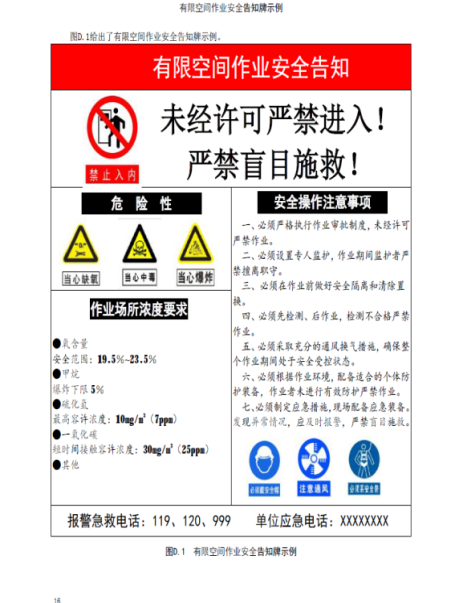 有限空间作业安全告知牌示例
图D.1给出了有限空间作业安全告知牌示例。
有限空间作业安全告知
未经许可严禁进入！
严禁盲目施救！
禁止入内
危 险 性
当心缺氧
当心中毒
当心爆炸
作业场所浓度要求
●氧含量
安全范围：19.5%~23.5%
●甲烷
爆炸下限5%
●硫化氢
最高容许浓度：10mg/m³（7ppm）
●一氧化碳
短时间接触容许浓度：30mg/m³（25ppm）
●其他
安全操作注意事项
一、必须严格执行作业审批制度，未经许可
严禁作业。
二、必须设置专人监护，作业期间监护者严
禁擅离职守。
三、必须在作业前做好安全隔离和清除置
换。
四、必须先检测、后作业，检测不合格严禁
作业。
五、必须采取充分的通风换气措施，确保整
个作业期间处于安全受控状态。
六、必须根据作业环境，配备适合的个体防
护装备，作业者未进行有效防护严禁作业。
七、必须制定应急措施，现场配备应急装备。
发现异常情况，应及时报警，严禁盲目施救。
必须戴安全帽
注意通风
必须系安全带
报警急救电话：119、120、999 单位应急电话：XXXXXXXX
图D.1 有限空间作业安全告知牌示例
16